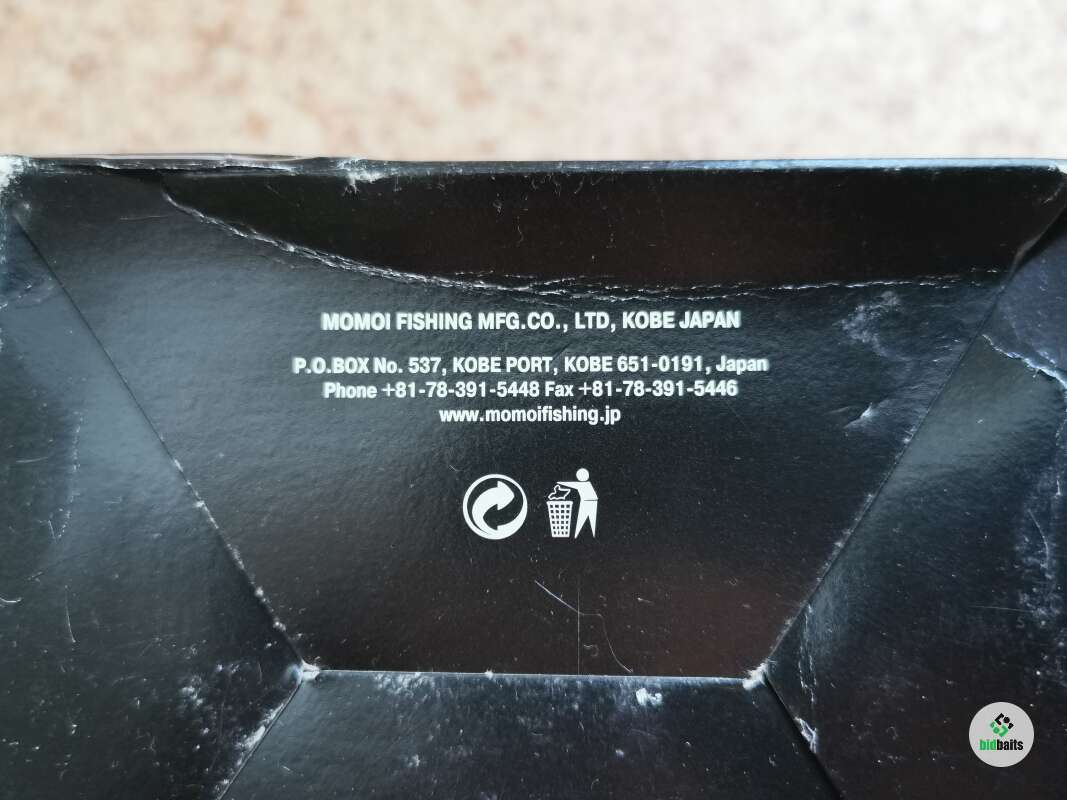 MOMOI FISHING MFG.CO., LTD, KOBE JAPAN
P.O.BOX No. 537, KOBE PORT, KOBE 651-0191, Japan
Phone +81-78-391-5448 Fax +81-78-391-5446
www.momoifishing.jp
bidbaits